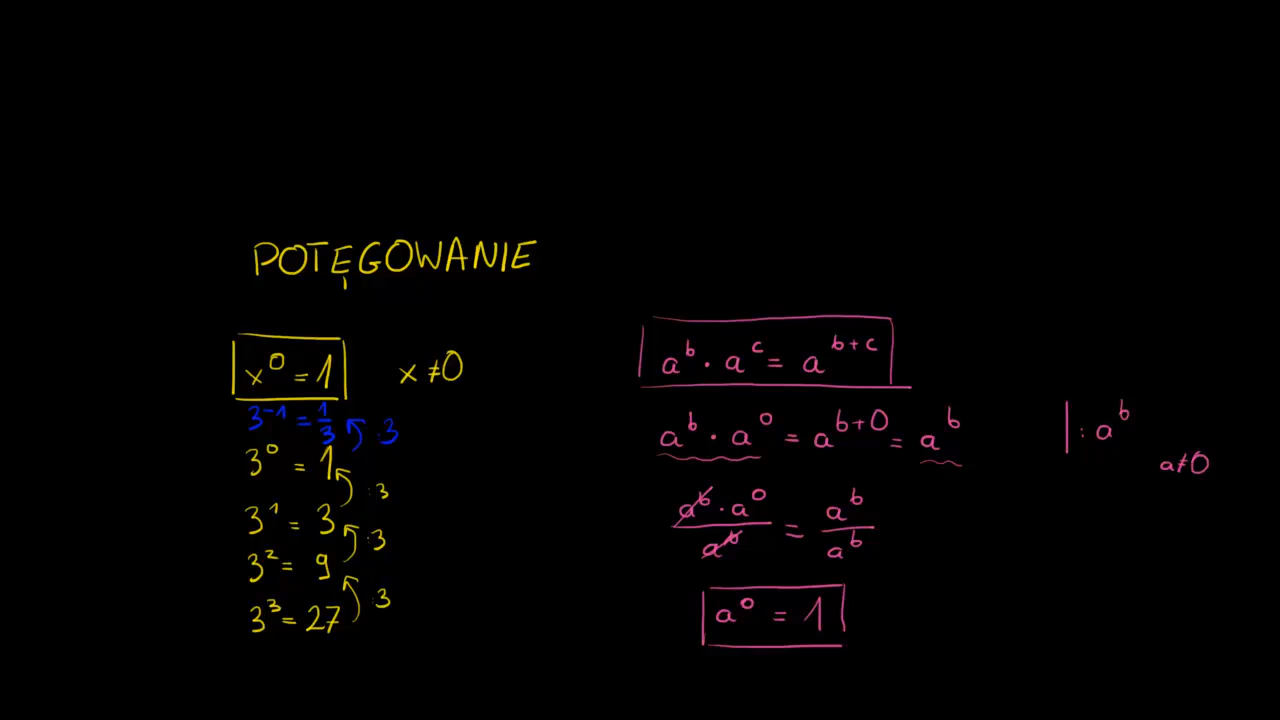 POTĘGOWANIE
x⁰ = 1 x ≠ 0
3⁻¹ = 1/3 :3
3⁰ = 1 :3
3¹ = 3 :3
3² = 9 :3
3³ = 27
aᵇ · aᶜ = aᵇ⁺ᶜ
aᵇ · a⁰ = aᵇ⁺⁰ = aᵇ | : aᵇ
a ≠ 0
aᵇ · a⁰ / aᵇ = aᵇ / aᵇ
a⁰ = 1